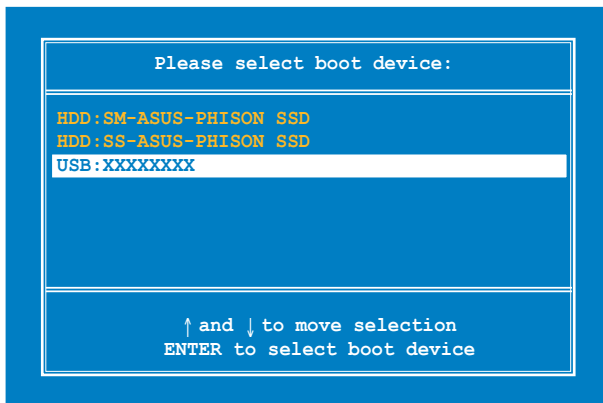 Please select boot device:
HDD:SM-ASUS-PHISON SSD
HDD:SS-ASUS-PHISON SSD
USB:XXXXXXXX
↑ and ↓ to move selection
ENTER to select boot device